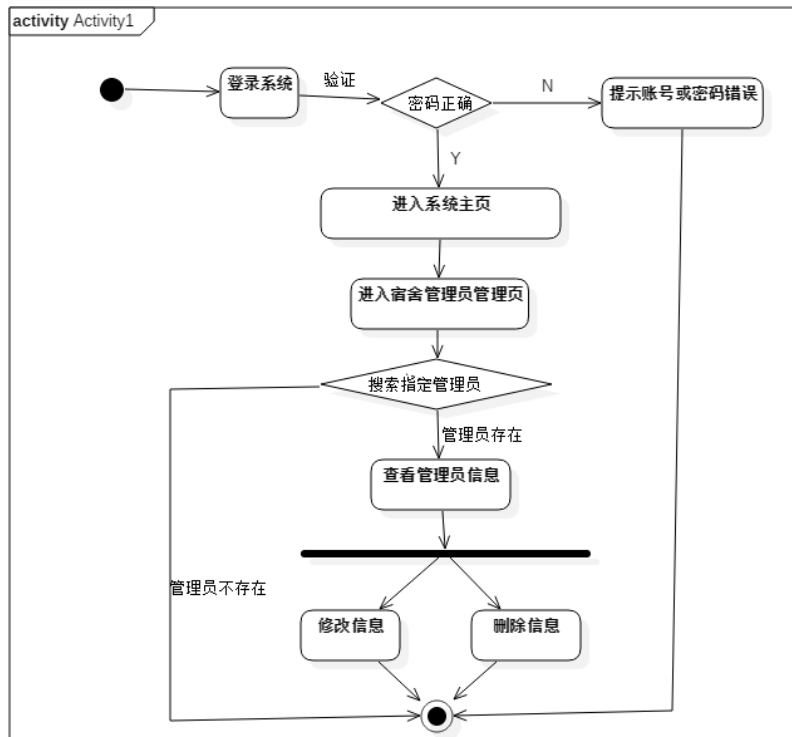 activity Activity1
登录系统
验证
密码正确
N
提示账号或密码错误
Y
进入系统主页
进入宿舍管理员管理页
搜索指定管理员
管理员存在
查看管理员信息
管理员不存在
修改信息
删除信息